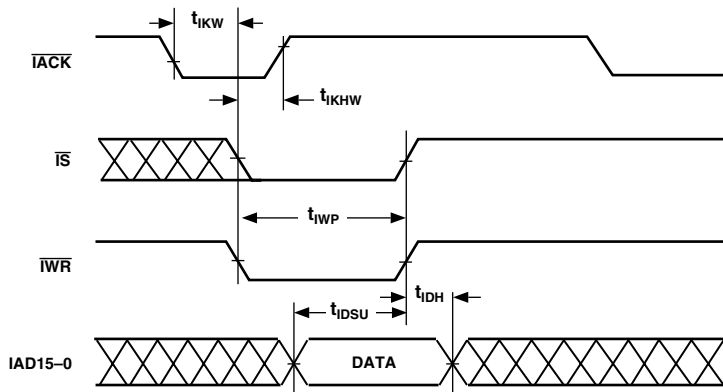 tIKW
IACK
tIKHW
IS
tIWP
IWR
tIDH
tIDSU
IAD15–0
DATA